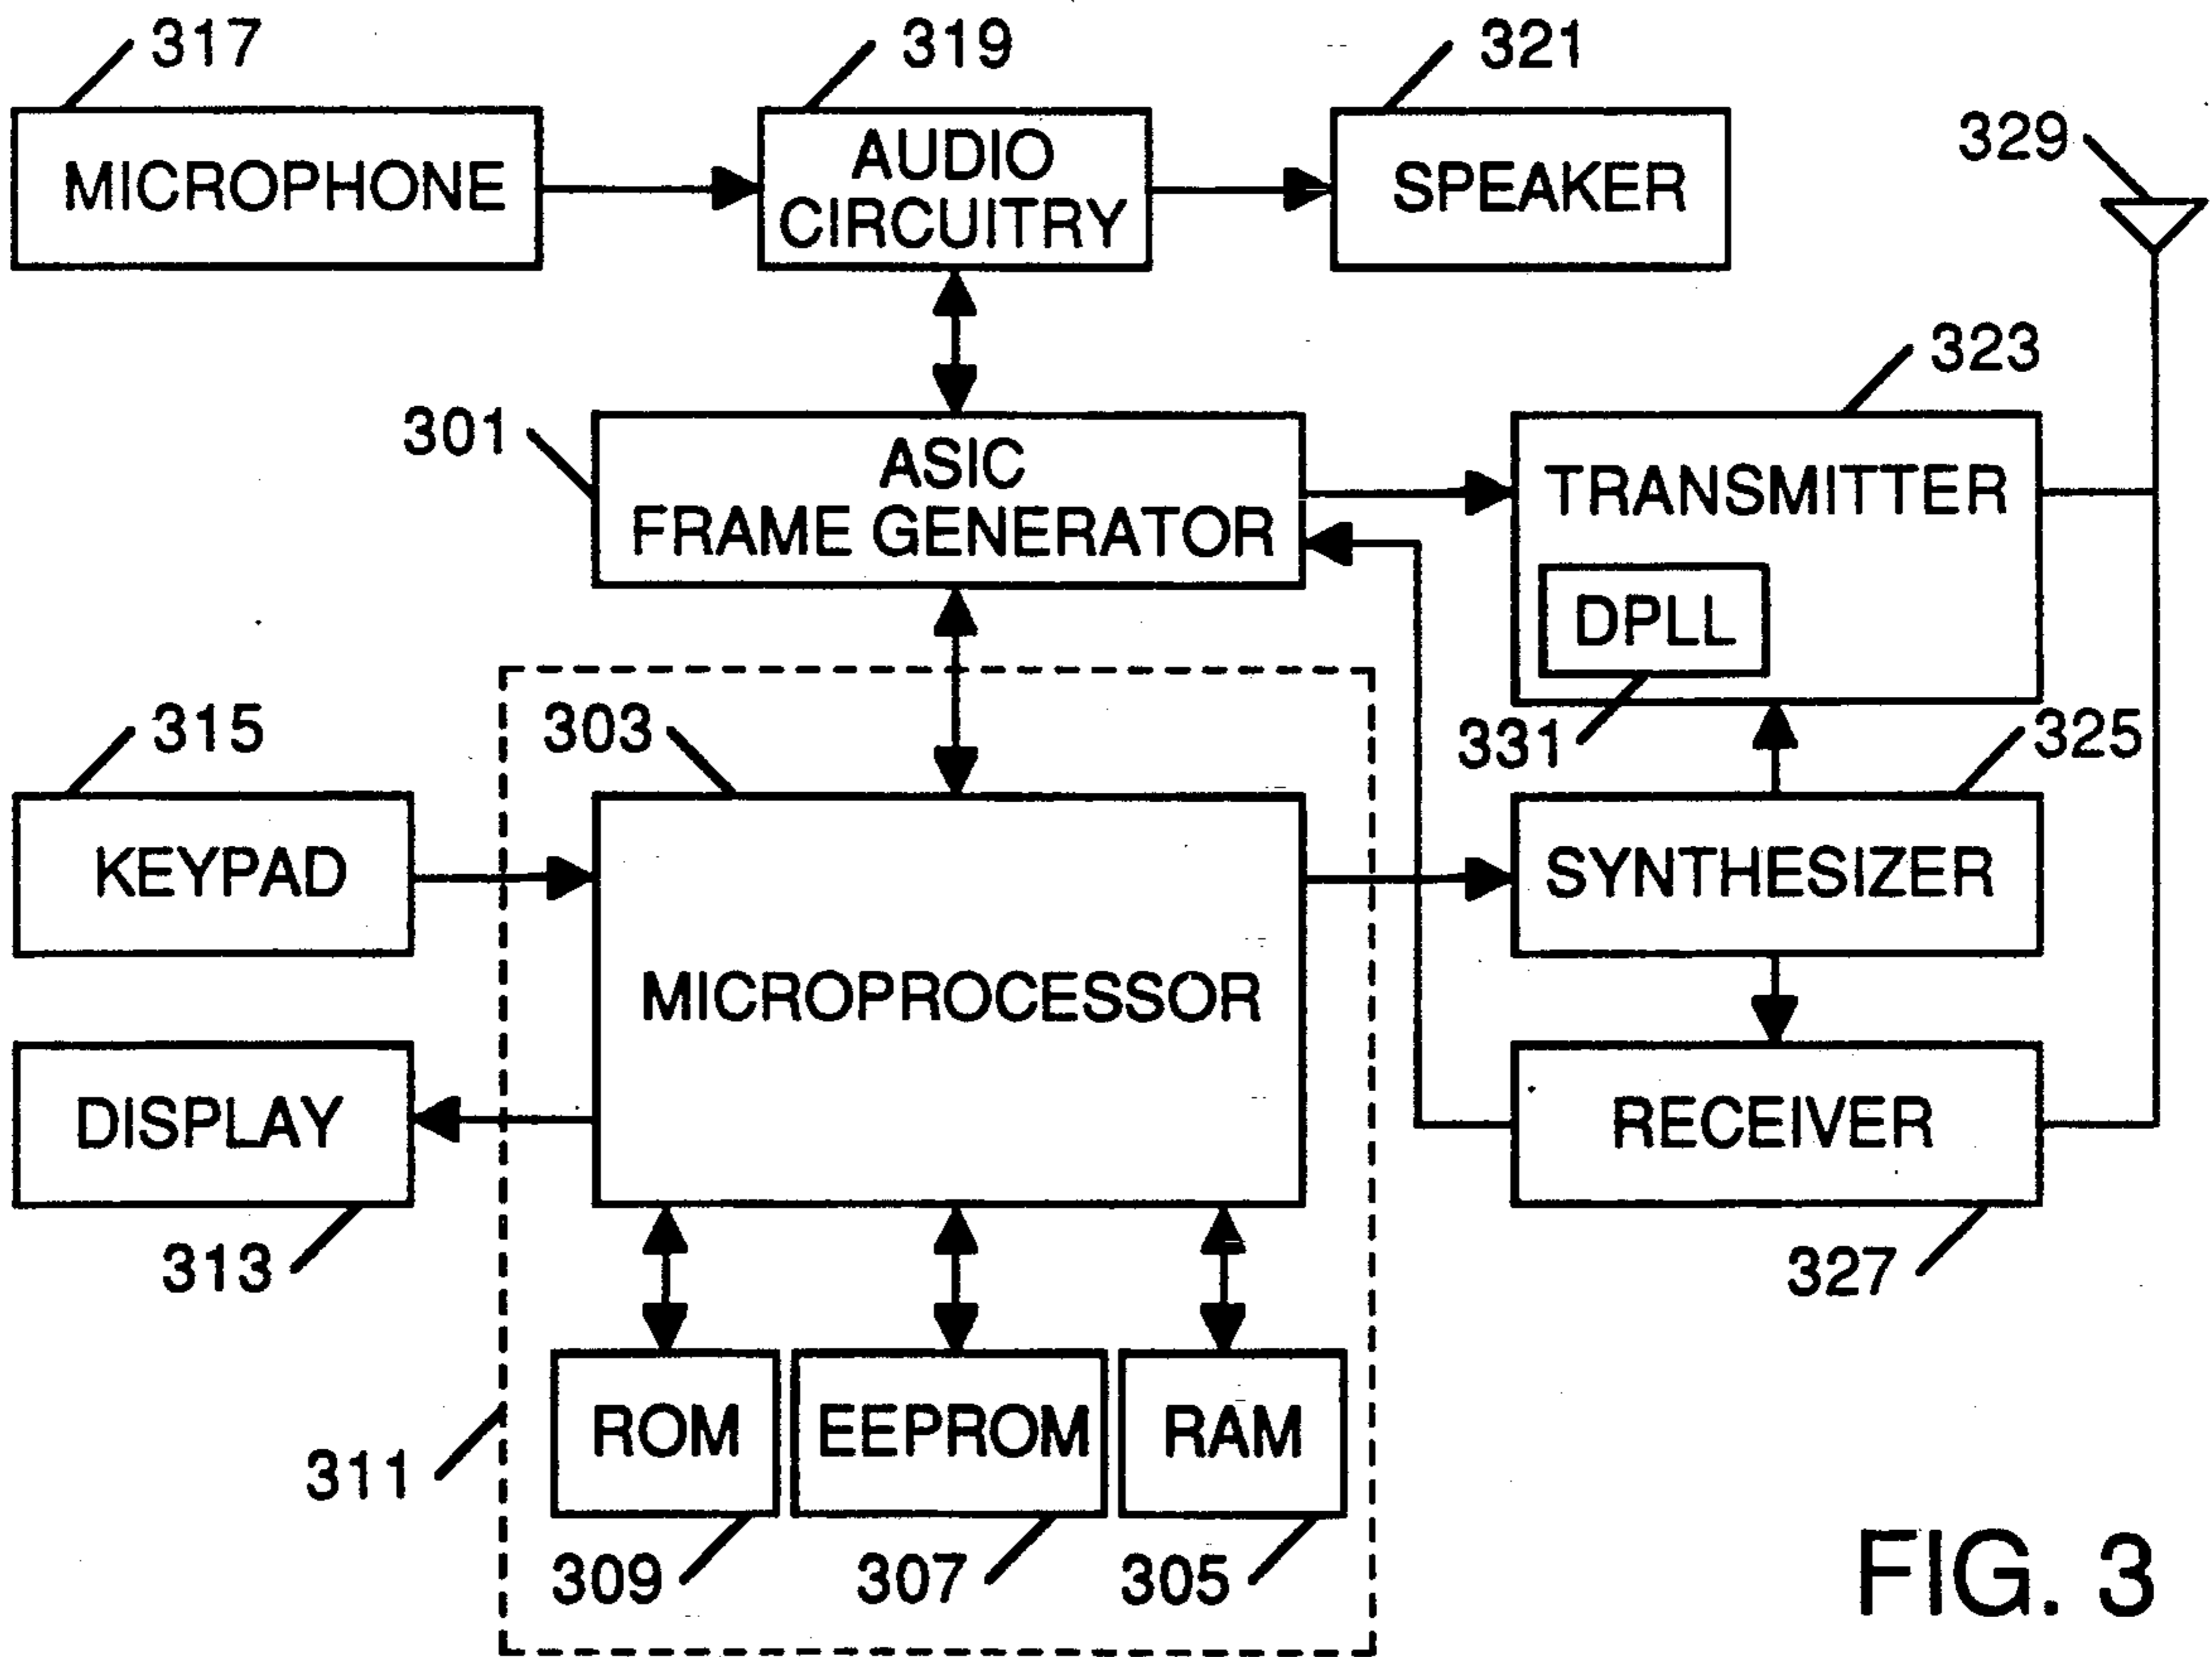 317
319
321
329
MICROPHONE
AUDIO
CIRCUITRY
SPEAKER
323
301
ASIC
FRAME GENERATOR
TRANSMITTER
DPLL
331
315
303
325
KEYPAD
MICROPROCESSOR
SYNTHESIZER
DISPLAY
RECEIVER
313
327
ROM
EEPROM
RAM
311
309
307
305
FIG. 3